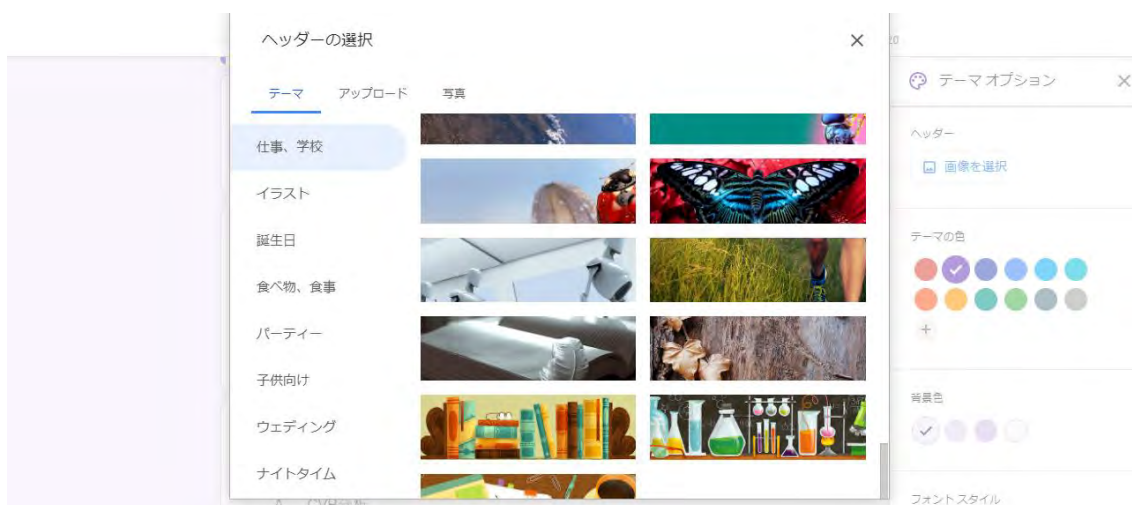 ヘッダーの選択
テーマ
アップロード
写真
仕事、学校
イラスト
誕生日
食べ物、食事
パーティー
子供向け
ウェディング
ナイトタイム
テーマ オプション
ヘッダー
画像を選択
テーマの色
背景色
フォント スタイル